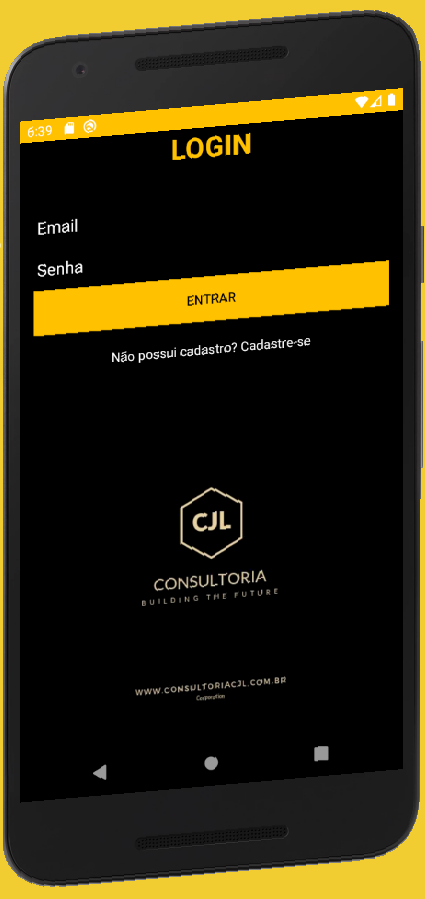 6:39
LOGIN
Email
Senha
ENTRAR
Não possui cadastro? Cadastre-se
CJL
CONSULTORIA
BUILDING THE FUTURE
WWW.CONSULTORIACJL.COM.BR
Corporation